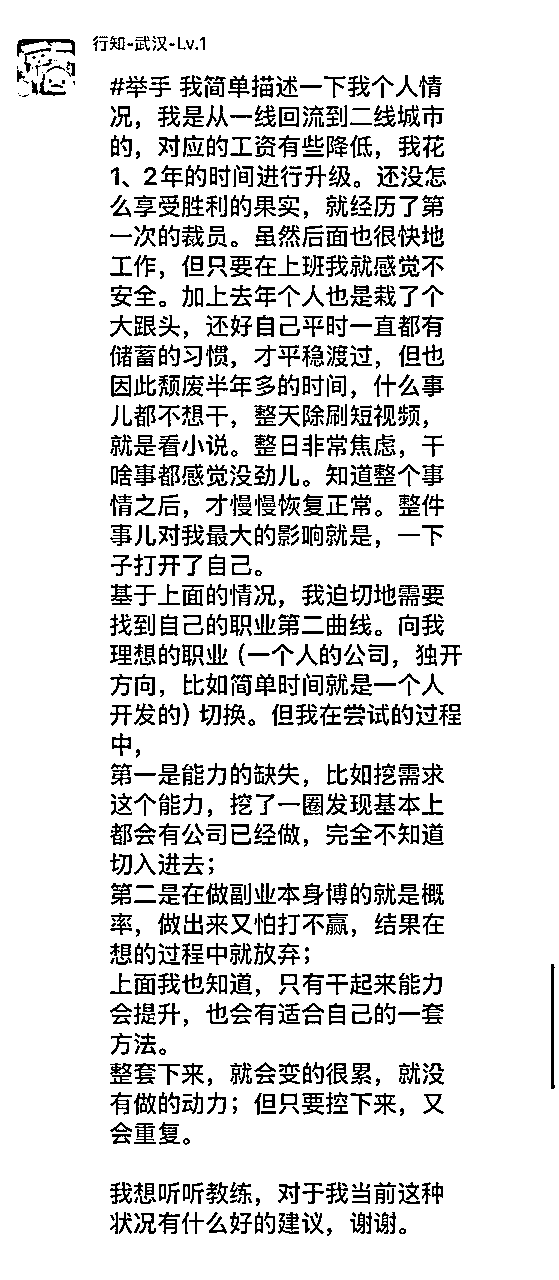 行知-武汉-Lv.1
#举手 我简单描述一下我个人情
况，我是从一线回流到二线城市
的，对应的工资有些降低，我花
1、2年的时间进行升级。还没怎
么享受胜利的果实，就经历了第
一次的裁员。虽然后面也很快地
工作，但只要在上班我就感觉不
安全。加上去年个人也是栽了个
大跟头，还好自己平时一直都有
储蓄的习惯，才平稳渡过，但也
因此颓废半年多的时间，什么事
儿都不想干，整天除刷短视频，
就是看小说。整日非常焦虑，干
啥事都感觉没劲儿。知道整个事
情之后，才慢慢恢复正常。整件
事儿对我最大的影响就是，一下
子打开了自己。
基于上面的情况，我迫切地需要
找到自己的职业第二曲线。向我
理想的职业（一个人的公司，独开
方向，比如简单时间就是一个人
开发的）切换。但我在尝试的过程
中，
第一是能力的缺失，比如挖需求
这个能力，挖了一圈发现基本上
都会有公司已经做，完全不知道
切入进去；
第二是在做副业本身博的就是概
率，做出来又怕打不赢，结果在
想的过程中就放弃；
上面我也知道，只有干起来能力
会提升，也会有适合自己的一套
方法。
整套下来，就会变的很累，就没
有做的动力；但只要控下来，又
会重复。
我想听听教练，对于我当前这种
状况有什么好的建议，谢谢。